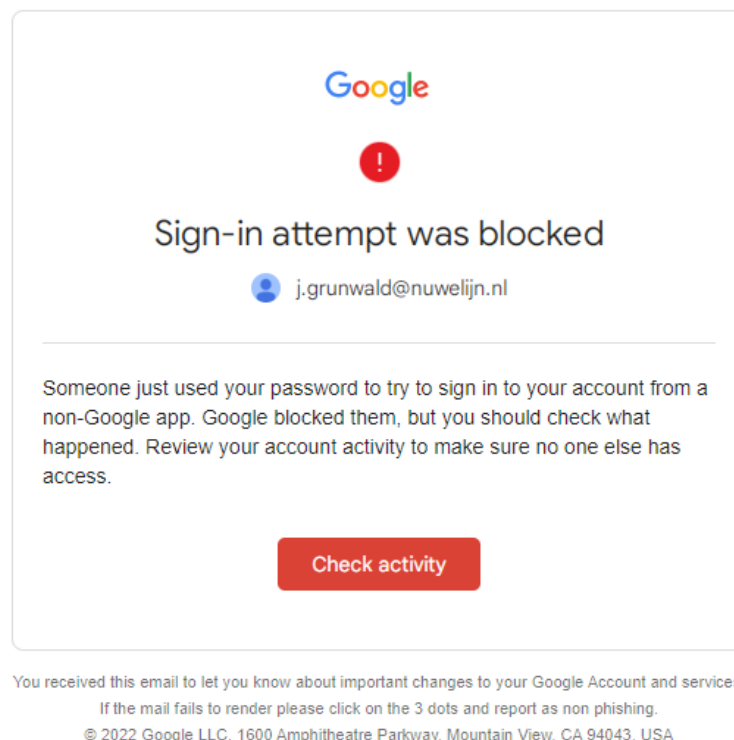 Google
!
Sign-in attempt was blocked
j.grunwald@nuwelijn.nl
Someone just used your password to try to sign in to your account from a
non-Google app. Google blocked them, but you should check what
happened. Review your account activity to make sure no one else has
access.
Check activity
You received this email to let you know about important changes to your Google Account and service
If the mail fails to render please click on the 3 dots and report as non phishing.
© 2022 Google LLC, 1600 Amphitheatre Parkway, Mountain View, CA 94043, USA